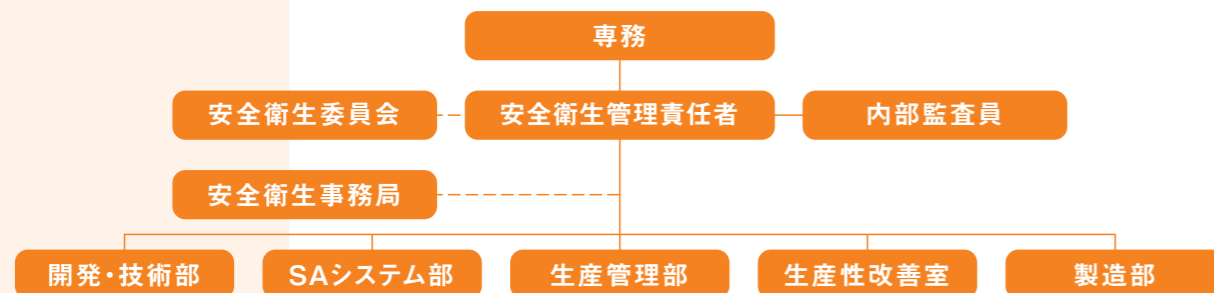 専務
安全衛生委員会
安全衛生管理責任者
内部監査員
安全衛生事務局
開発・技術部
SAシステム部
生産管理部
生産性改善室
製造部